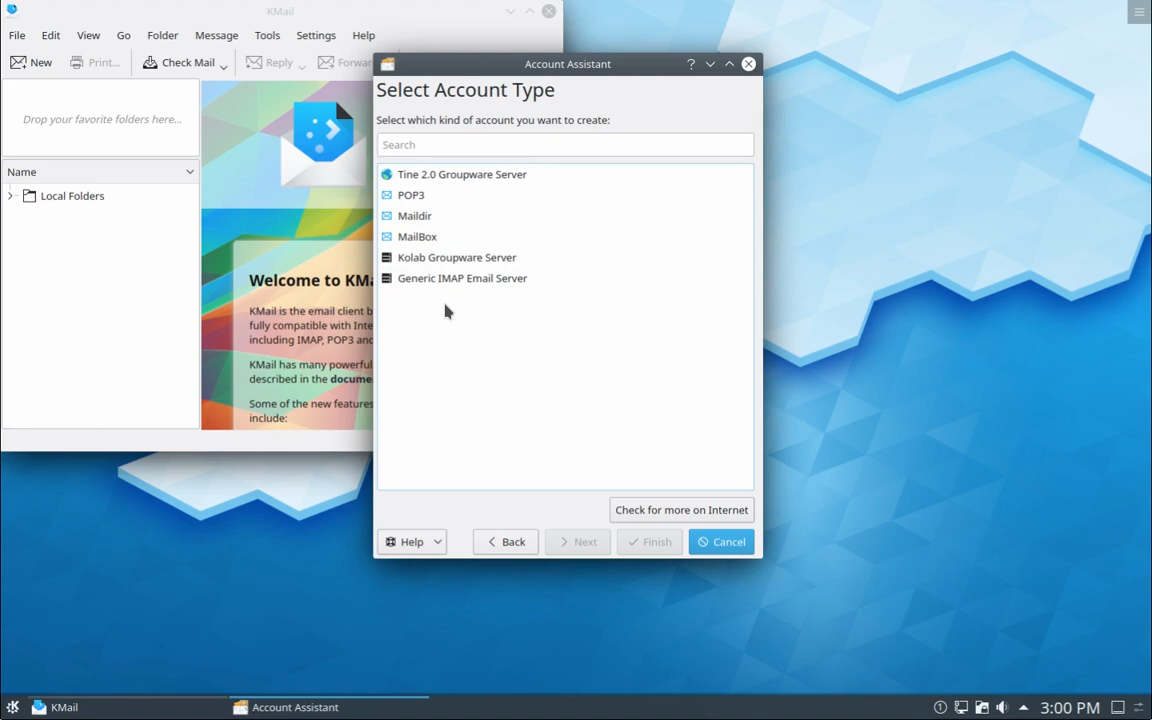 KMail
File Edit View Go Folder Message Tools Settings Help
New Print... Check Mail Reply Forwar
Drop your favorite folders here...
Name
Local Folders
Welcome to KMa
KMail is the email client b
fully compatible with Inte
including IMAP, POP3 and
KMail has many powerful
described in the docume
Some of the new features
include:
Account Assistant
Select Account Type
Select which kind of account you want to create:
Search
Tine 2.0 Groupware Server
POP3
Maildir
MailBox
Kolab Groupware Server
Generic IMAP Email Server
Check for more on Internet
Help Back Next Finish Cancel
KMail Account Assistant 3:00 PM